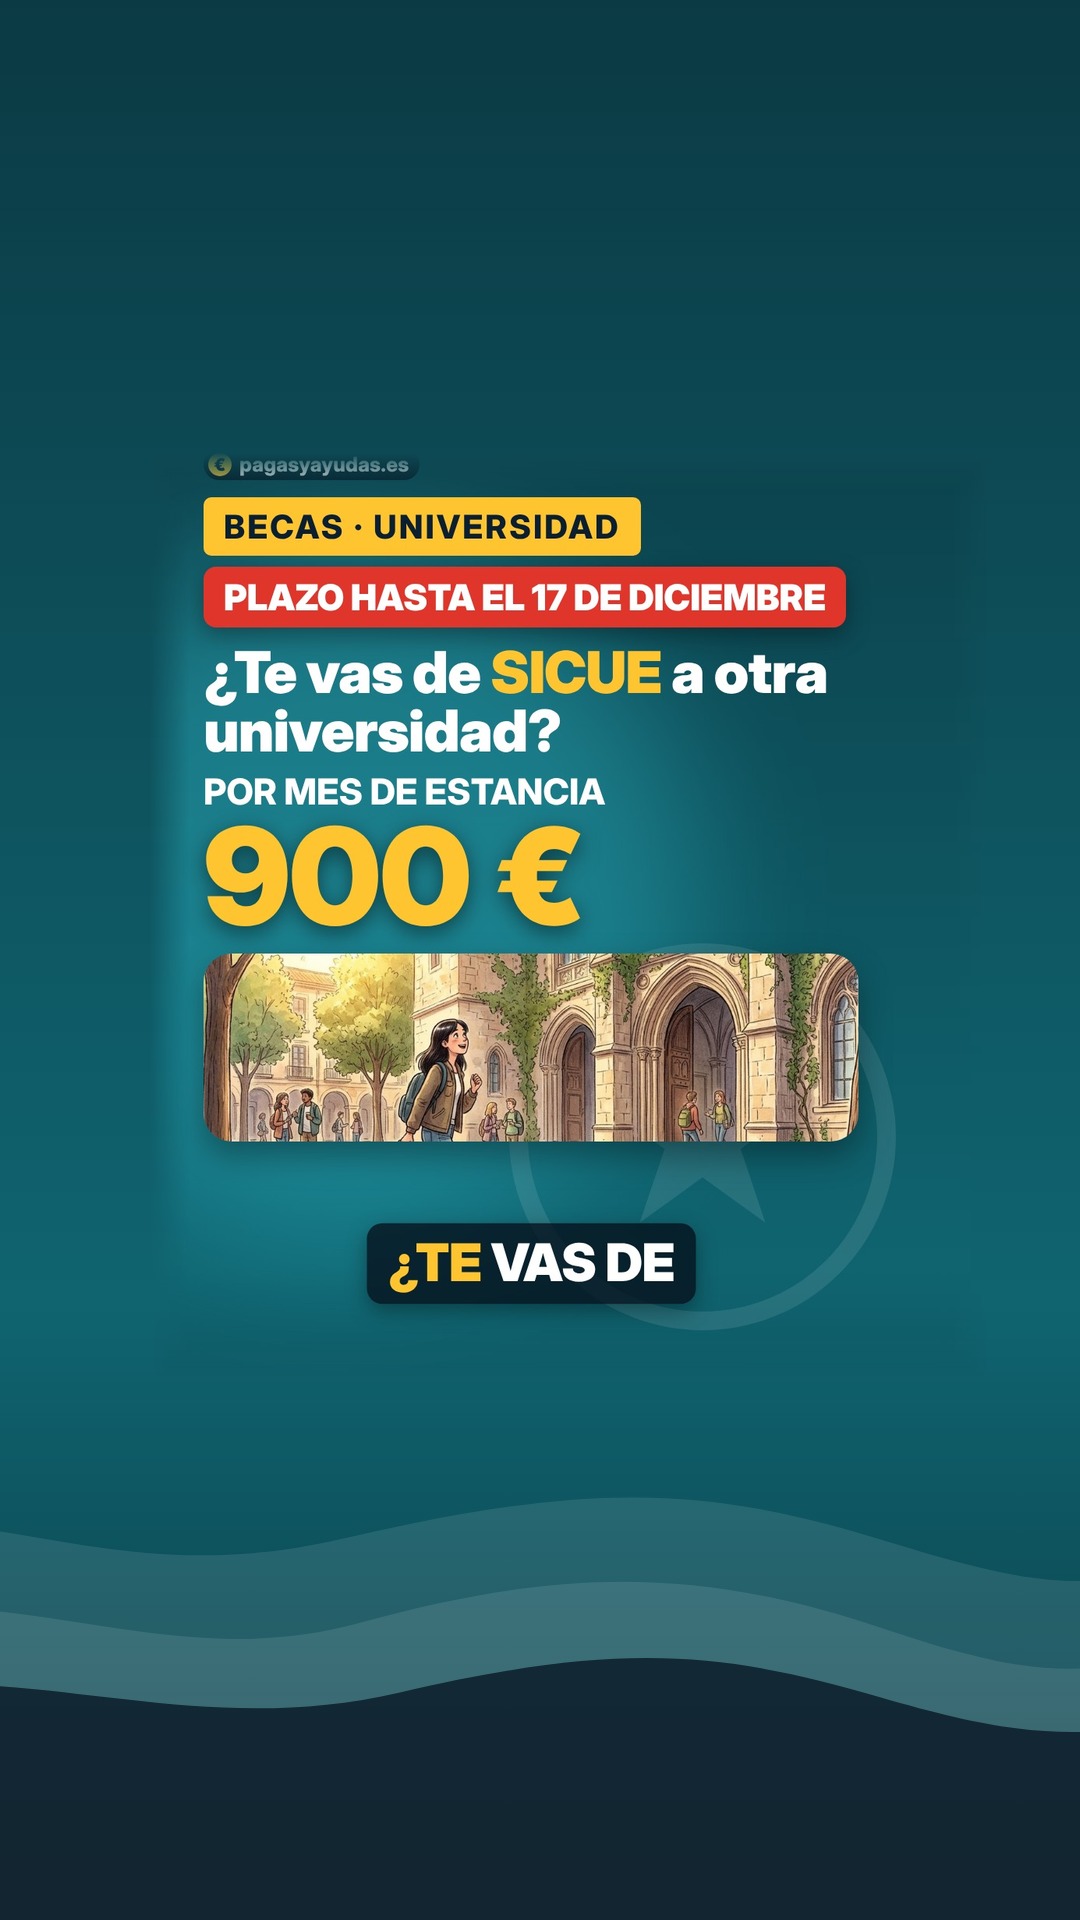 € pagasyayudas.es
BECAS · UNIVERSIDAD
PLAZO HASTA EL 17 DE DICIEMBRE
¿Te vas de SICUE a otra
universidad?
POR MES DE ESTANCIA
900 €
¿TE VAS DE